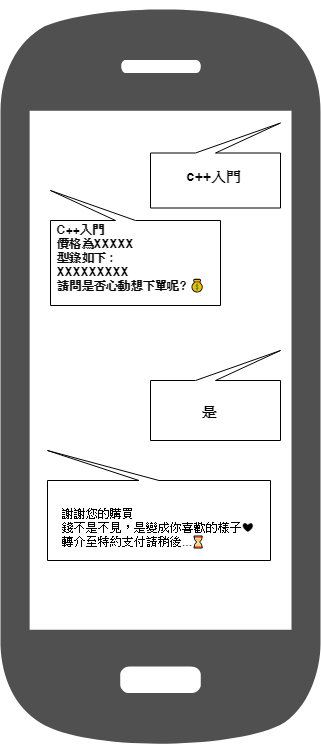 C++入門
C++入門
價格為XXXXX
型錄如下：
XXXXXXXXX
請問是否心動想下單呢？💰
是
謝謝您的購買
錢不是不見，是變成你喜歡的樣子♥
轉介至特約支付請稍後...⌛